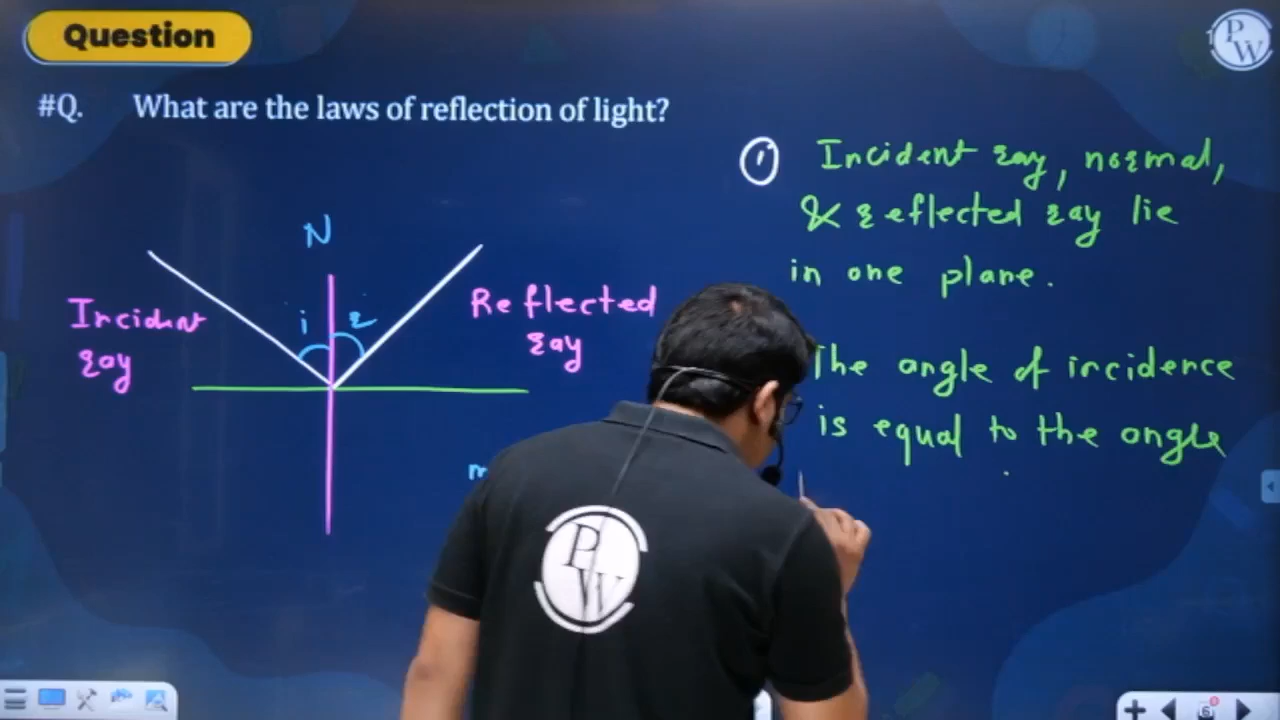 Question
PW
#Q. What are the laws of reflection of light?
① Incident ray, normal,
& reflected ray lie
in one plane.
The angle of incidence
is equal to the angle
N
i r
Incident
ray
Reflected
ray
m
PW
6